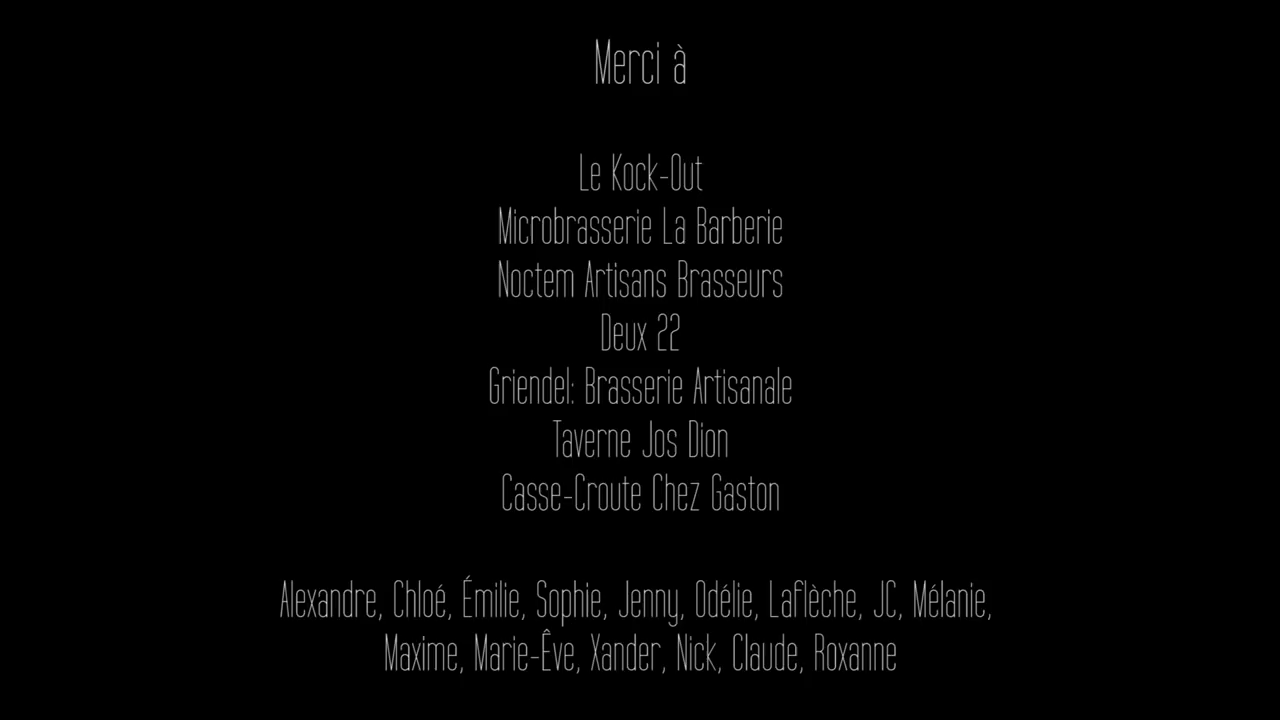 Merci à
Le Kock-Out
Microbrasserie La Barberie
Noctem Artisans Brasseurs
Deux 22
Griendel: Brasserie Artisanale
Taverne Jos Dion
Casse-Croute Chez Gaston
Alexandre, Chloé, Émilie, Sophie, Jenny, Odélie, Laflèche, JC, Mélanie,
Maxime, Marie-Êve, Xander, Nick, Claude, Roxanne